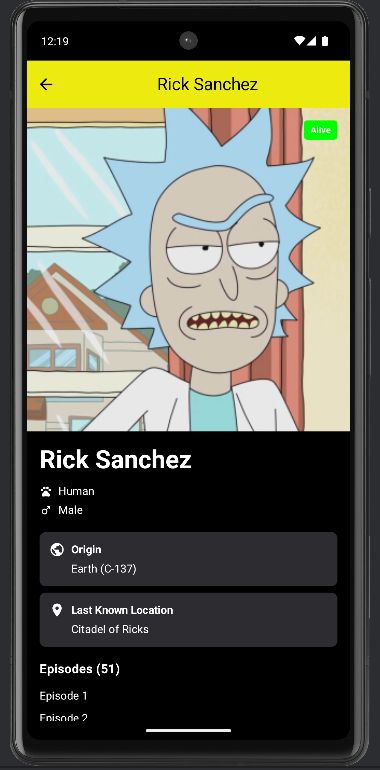 12:19
Rick Sanchez
Alive
Rick Sanchez
Human
Male
Origin
Earth (C-137)
Last Known Location
Citadel of Ricks
Episodes (51)
Episode 1
Episode 2